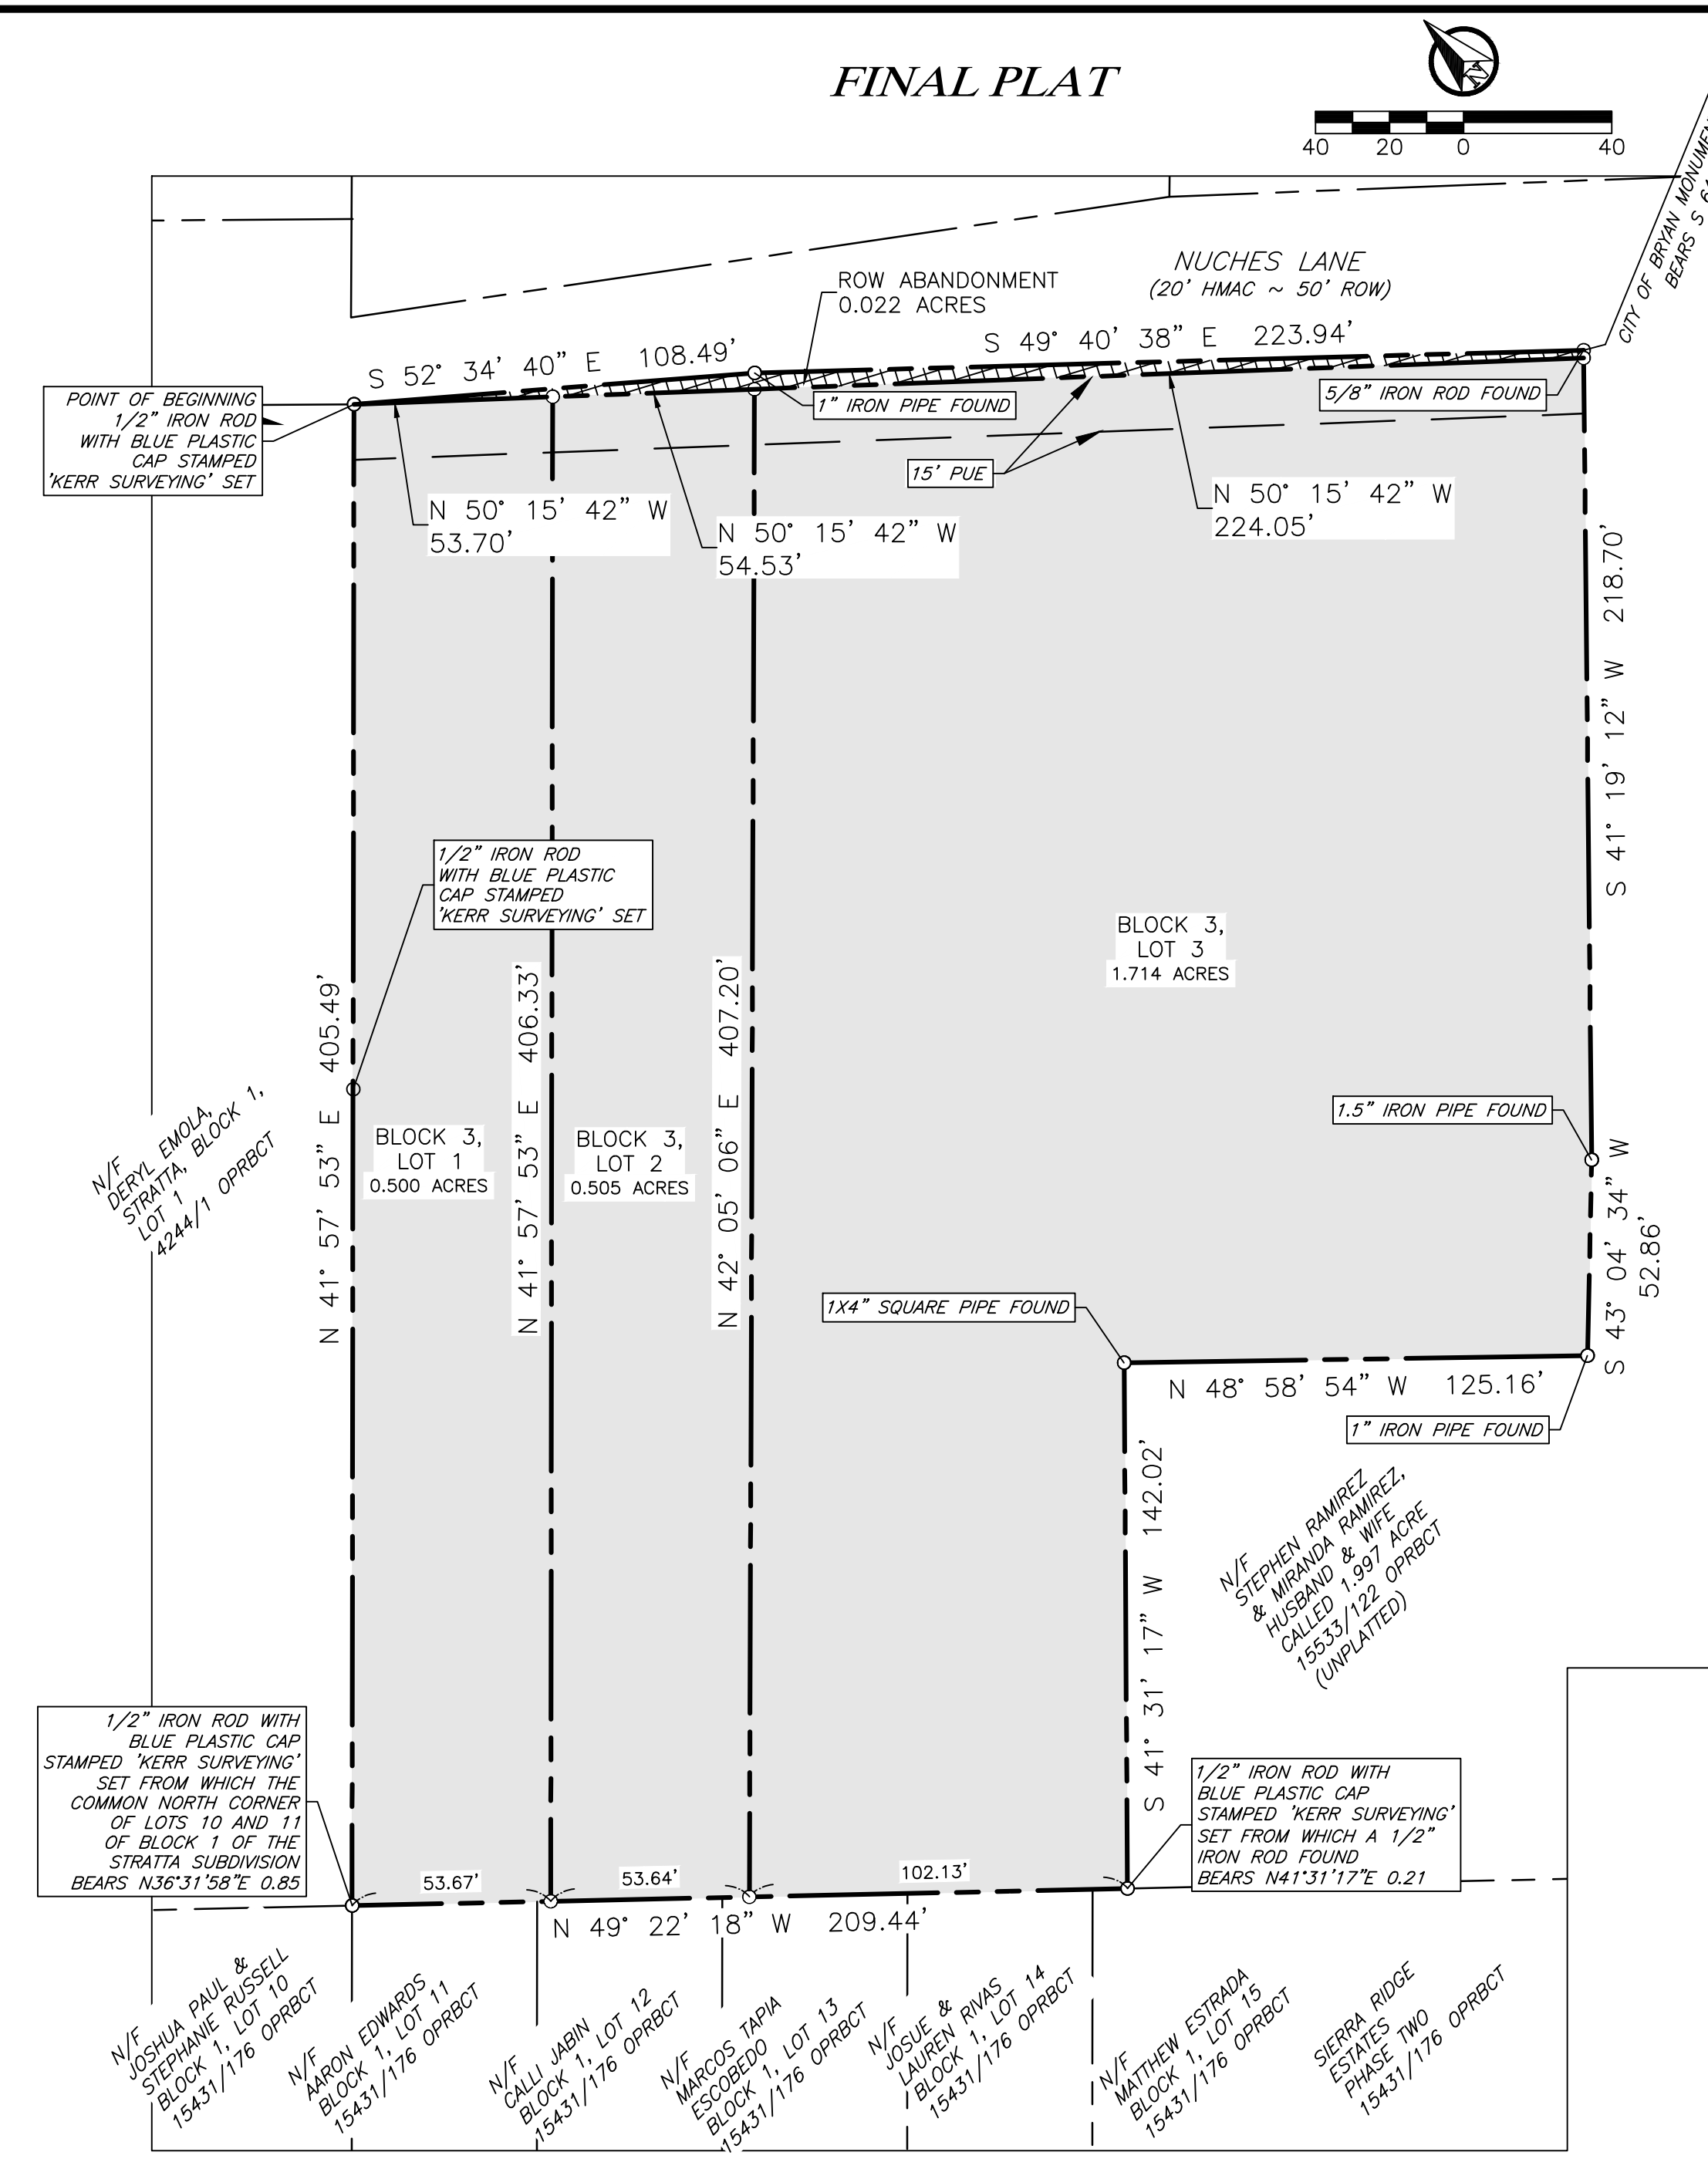 FINAL PLAT
N
40 20 0 40
CITY OF BRYAN MONUMEN
BEARS S
NUCHES LANE
(20' HMAC ~ 50' ROW)
ROW ABANDONMENT
0.022 ACRES
S 52° 34' 40" E 108.49'
S 49° 40' 38" E 223.94'
POINT OF BEGINNING
1/2" IRON ROD
WITH BLUE PLASTIC
CAP STAMPED
'KERR SURVEYING' SET
1" IRON PIPE FOUND
5/8" IRON ROD FOUND
15' PUE
N 50° 15' 42" W
53.70'
N 50° 15' 42" W
54.53'
N 50° 15' 42" W
224.05'
S 41° 19' 12" W 218.70'
1/2" IRON ROD
WITH BLUE PLASTIC
CAP STAMPED
'KERR SURVEYING' SET
BLOCK 3,
LOT 3
1.714 ACRES
N 41° 57' 53" E 405.49'
N 41° 57' 53" E 406.33'
N 42° 05' 06" E 407.20'
BLOCK 3,
LOT 1
0.500 ACRES
BLOCK 3,
LOT 2
0.505 ACRES
N/F
DERYL EMOLA,
STRATTA, BLOCK 1,
LOT 1
4244/1 OPRBCT
1.5" IRON PIPE FOUND
S 43° 04' 34" W
52.86'
1X4" SQUARE PIPE FOUND
N 48° 58' 54" W 125.16'
1" IRON PIPE FOUND
S 41° 31' 17" W 142.02'
N/F
STEPHEN RAMIREZ
& MIRANDA RAMIREZ,
HUSBAND & WIFE
CALLED 1.997 ACRE
15533/122 OPRBCT
(UNPLATTED)
1/2" IRON ROD WITH
BLUE PLASTIC CAP
STAMPED 'KERR SURVEYING'
SET FROM WHICH THE
COMMON NORTH CORNER
OF LOTS 10 AND 11
OF BLOCK 1 OF THE
STRATTA SUBDIVISION
BEARS N36°31'58"E 0.85
1/2" IRON ROD WITH
BLUE PLASTIC CAP
STAMPED 'KERR SURVEYING'
SET FROM WHICH A 1/2"
IRON ROD FOUND
BEARS N41°31'17"E 0.21
53.67'
53.64'
102.13'
N 49° 22' 18" W 209.44'
N/F
JOSHUA PAUL &
STEPHANIE RUSSELL
BLOCK 1, LOT 10
15431/176 OPRBCT
N/F
AARON EDWARDS
BLOCK 1, LOT 11
15431/176 OPRBCT
N/F
CALLI JABIN
BLOCK 1, LOT 12
15431/176 OPRBCT
N/F
MARCOS TAPIA
ESCOBEDO
BLOCK 1, LOT 13
15431/176 OPRBCT
N/F
JOSUE &
LAUREN RIVAS
BLOCK 1, LOT 14
15431/176 OPRBCT
N/F
MATTHEW ESTRADA
BLOCK 1, LOT 15
15431/176 OPRBCT
SIERRA RIDGE
ESTATES
PHASE TWO
15431/176 OPRBCT